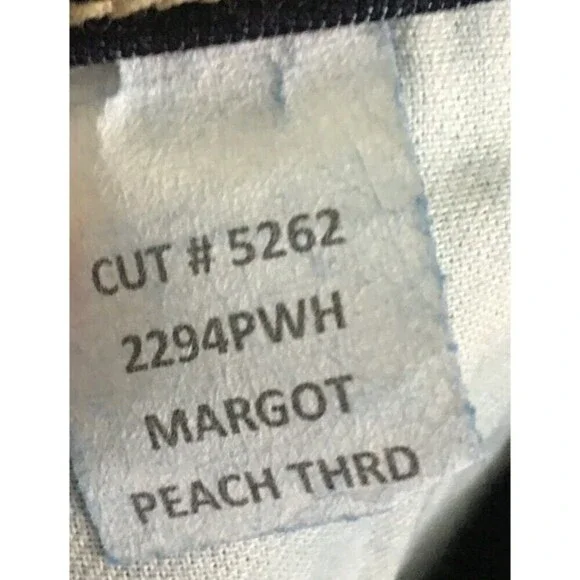 CUT # 5262
2294PWH
MARGOT
PEACH THRD